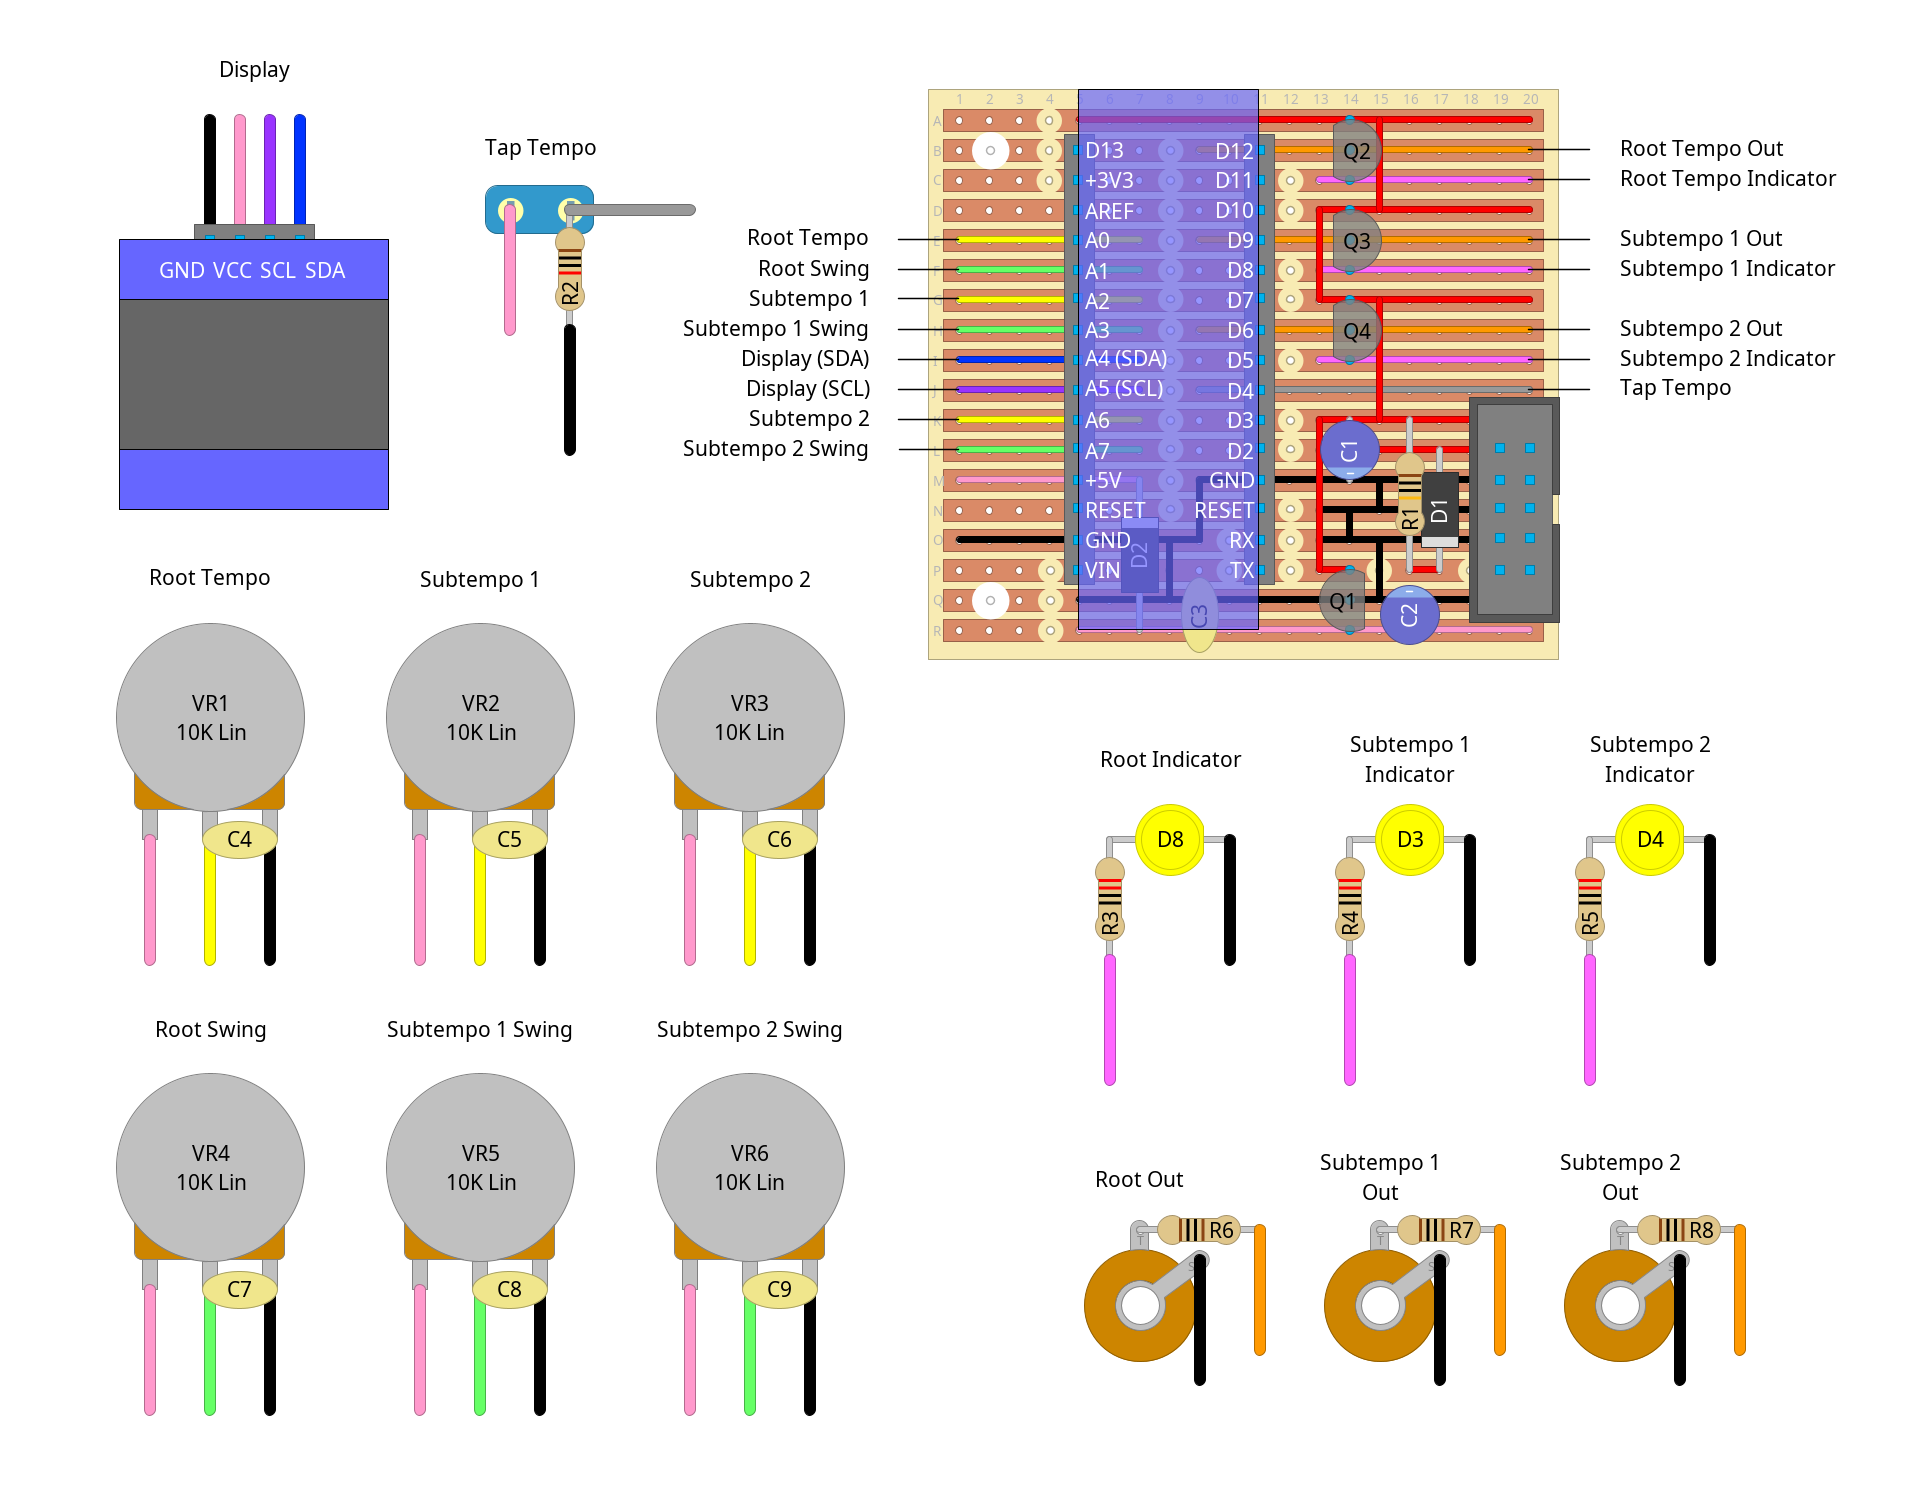 Display
GND VCC SCL SDA
Tap Tempo
R2
1 2 3 4 5 6 7 8 9 10 11 12 13 14 15 16 17 18 19 20
A
B
C
D
E
F
G
H
I
J
K
L
M
N
O
P
Q
R
Root Tempo
Root Swing
Subtempo 1
Subtempo 1 Swing
Display (SDA)
Display (SCL)
Subtempo 2
Subtempo 2 Swing
D13 D12
+3V3 D11
AREF D10
A0 D9
A1 D8
A2 D7
A3 D6
A4 (SDA) D5
A5 (SCL) D4
A6 D3
A7 D2
+5V GND
RESET RESET
GND RX
VIN TX
D2
C3
Q2
Q3
Q4
C1
-
R1
D1
Q1
-
C2
Root Tempo Out
Root Tempo Indicator
Subtempo 1 Out
Subtempo 1 Indicator
Subtempo 2 Out
Subtempo 2 Indicator
Tap Tempo
Root Tempo
VR1
10K Lin
C4
Subtempo 1
VR2
10K Lin
C5
Subtempo 2
VR3
10K Lin
C6
Root Swing
VR4
10K Lin
C7
Subtempo 1 Swing
VR5
10K Lin
C8
Subtempo 2 Swing
VR6
10K Lin
C9
Root Indicator
D8
R3
Subtempo 1
Indicator
D3
R4
Subtempo 2
Indicator
D4
R5
Root Out
T
R6
S
Subtempo 1
Out
T
R7
S
Subtempo 2
Out
T
R8
S